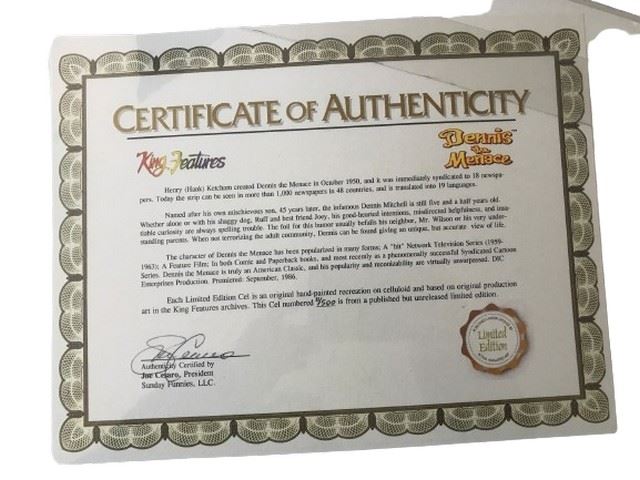 CERTIFICATE OF AUTHENTICITY
King Features
Dennis
the
Menace
Henry (Hank) Ketcham created Dennis the Menace in October 1950, and it was immediately syndicated to 18 newspa-
pers. Today the strip can be seen in more than 1,000 newspapers in 48 countries, and is translated into 19 languages.
Named after his own mischievous son, 45 years later, the infamous Dennis Mitchell is still five and a half years old.
Whether alone or with his shaggy dog, Ruff and best friend Joey, his good-hearted intentions, misdirected helpfulness, and insa-
tiable curiosity are always spelling trouble. The foil for this humor usually befalls his neighbor, Mr. Wilson or his very under-
standing parents. When not terrorizing the adult community, Dennis can be found giving an unique, but accurate view of life.
The character of Dennis the Menace has been popularized in many forms; A "hit" Network Television Series (1959-
1963); A Feature Film; In both Comic and Paperback books, and most recently as a phenomenally successful Syndicated Cartoon
Series. Dennis the Menace is truly an American Classic, and his popularity and reconizability are virtually unsurpassed. DIC
Enterprises Production. Premiered: September, 1986.
Each Limited Edition Cel is an original hand-painted recreation on celluloid and based on original production
art in the King Features archives. This Cel numbered /500 is from a published but unreleased limited edition.
Limited
Edition
Authenticity Certified by
Joe Cesaro, President
Sunday Funnies, LLC.